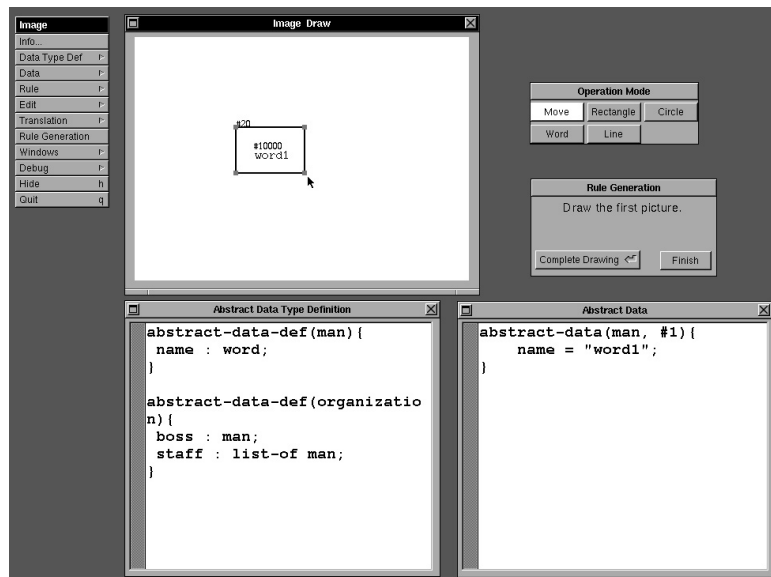 Image
Info...
Data Type Def
Data
Rule
Edit
Translation
Rule Generation
Windows
Debug
Hide h
Quit q
Image Draw
#20
#10000
word1
Operation Mode
Move Rectangle Circle
Word Line
Rule Generation
Draw the first picture.
Complete Drawing Finish
Abstract Data Type Definition
abstract-data-def(man){
name : word;
}
abstract-data-def(organizatio
n){
boss : man;
staff : list-of man;
}
Abstract Data
abstract-data(man, #1){
name = "word1";
}